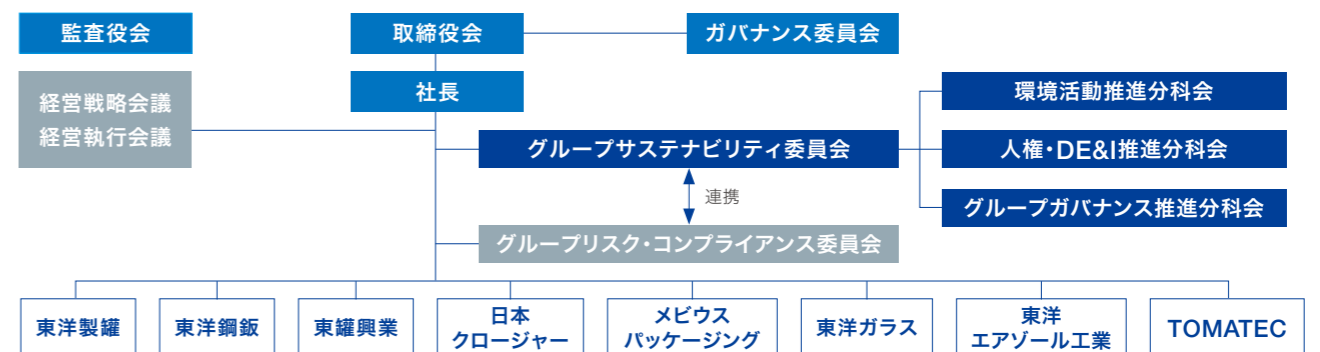 監査役会
取締役会
ガバナンス委員会
経営戦略会議
経営執行会議
社長
環境活動推進分科会
グループサステナビリティ委員会
人権・DE&I推進分科会
連携
グループガバナンス推進分科会
グループリスク・コンプライアンス委員会
東洋製罐
東洋鋼鈑
東罐興業
日本
クロージャー
メビウス
パッケージング
東洋ガラス
東洋
エアゾール工業
TOMATEC